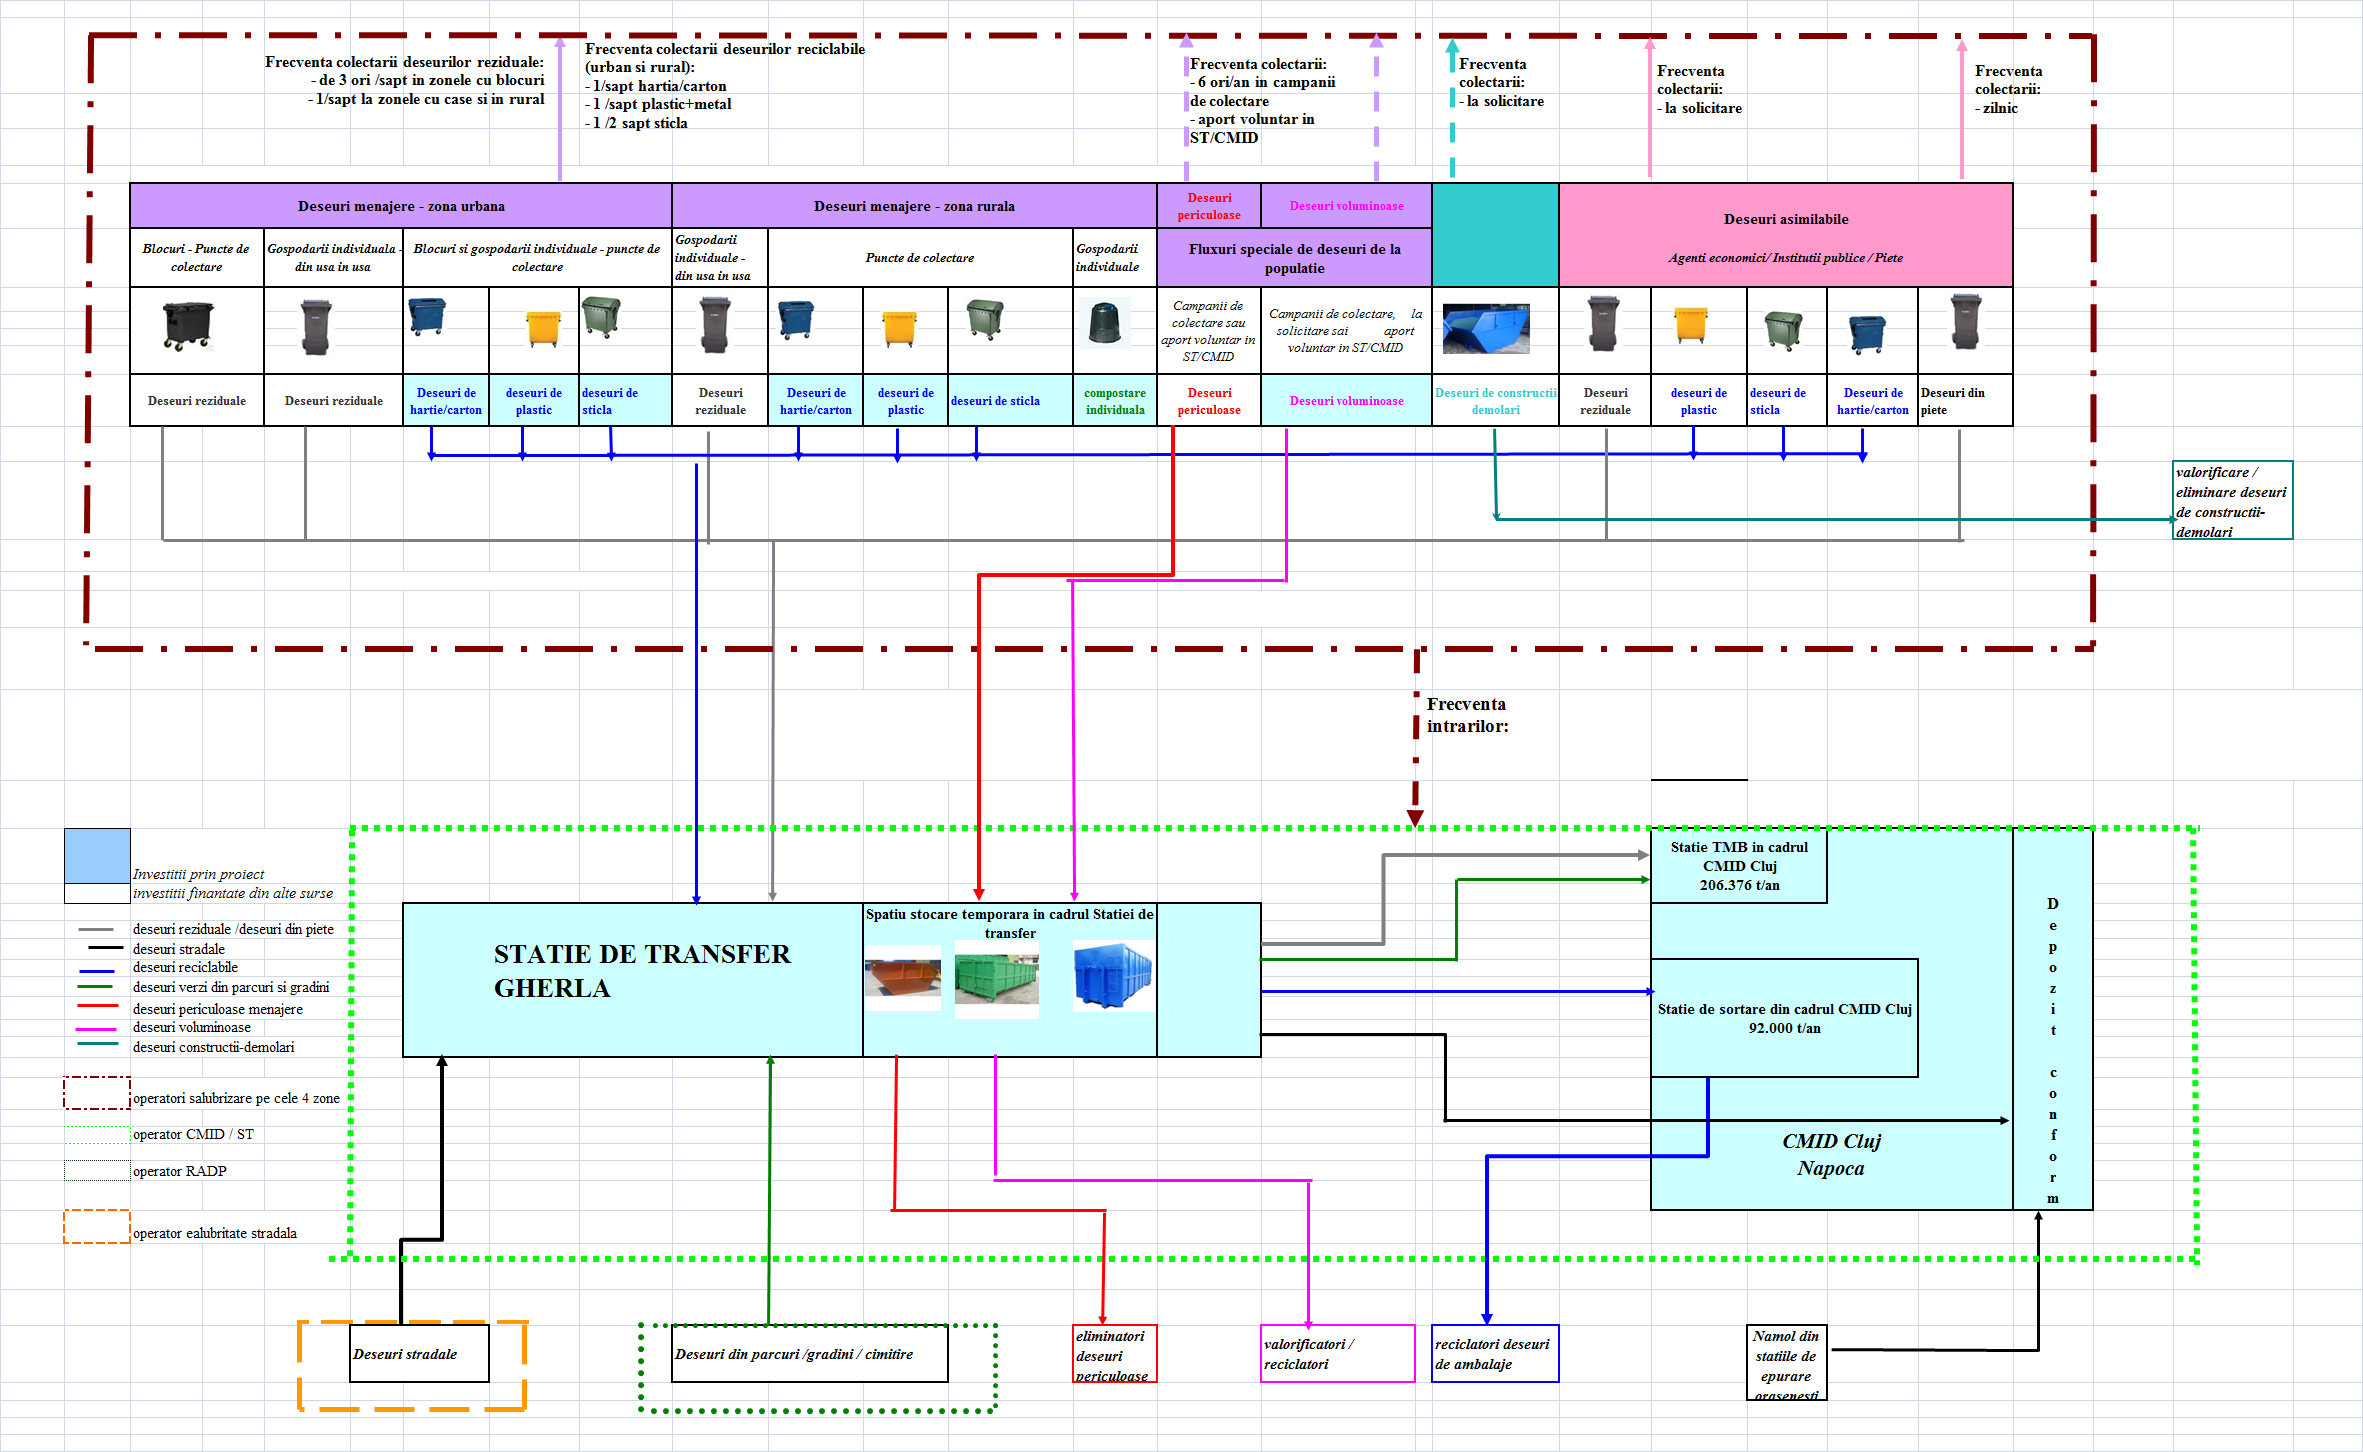 Frecventa colectarii deseurilor reziduale:
- de 3 ori /sapt in zonele cu blocuri
- 1/sapt la zonele cu case si in rural
Frecventa colectarii deseurilor reciclabile
(urban si rural):
- 1/sapt hartia/carton
- 1 /sapt plastic+metal
- 1 /2 sapt sticla
Frecventa colectarii:
- 6 ori/an in campanii
de colectare
- aport voluntar in
ST/CMID
Frecventa
colectarii:
- la solicitare
Frecventa
colectarii:
- la solicitare
Frecventa
colectarii:
- zilnic
Deseuri menajere - zona urbana
Deseuri menajere - zona rurala
Deseuri
periculoase
Deseuri voluminoase
Deseuri asimilabile
Agenti economici/ Institutii publice / Piete
Blocuri - Puncte de
colectare
Gospodarii individuala -
din usa in usa
Blocuri si gospodarii individuale - puncte de
colectare
Gospodarii
individuale -
din usa in usa
Puncte de colectare
Gospodarii
individuale
Fluxuri speciale de deseuri de la
populatie
Campanii de
colectare sau
aport voluntar in
ST/CMID
Campanii de colectare, la
solicitare sai aport
voluntar in ST/CMID
Deseuri reziduale
Deseuri reziduale
Deseuri de
hartie/carton
deseuri de
plastic
deseuri de
sticla
Deseuri
reziduale
Deseuri de
hartie/carton
deseuri de
plastic
deseuri de sticla
compostare
individuala
Deseuri
periculoase
Deseuri voluminoase
Deseuri de constructii
demolari
Deseuri
reziduale
deseuri de
plastic
deseuri de
sticla
Deseuri de
hartie/carton
Deseuri din
piete
valorificare /
eliminare deseuri
de constructii-
demolari
Frecventa
intrarilor:
Investitii prin proiect
investitii finantate din alte surse
deseuri reziduale /deseuri din piete
deseuri stradale
deseuri reciclabile
deseuri verzi din parcuri si gradini
deseuri periculoase menajere
deseuri voluminoase
deseuri constructii-demolari
operatori salubrizare pe cele 4 zone
operator CMID / ST
operator RADP
operator ealubritate stradala
STATIE DE TRANSFER
GHERLA
Spatiu stocare temporara in cadrul Statiei de
transfer
Statie TMB in cadrul
CMID Cluj
206.376 t/an
Statie de sortare din cadrul CMID Cluj
92.000 t/an
CMID Cluj
Napoca
Depozit conform
Deseuri stradale
Deseuri din parcuri /gradini / cimitire
eliminatori
deseuri
periculoase
valorificatori /
reciclatori
reciclatori deseuri
de ambalaje
Namol din
statiile de
epurare
orasenesti